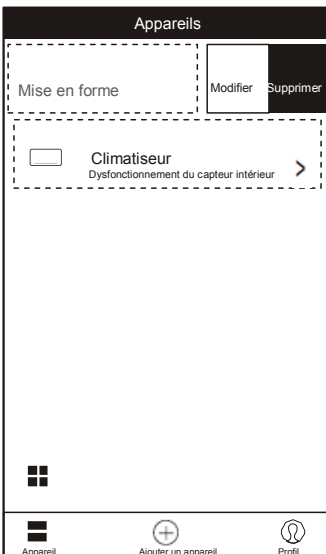 Appareils
Mise en forme
Modifier
Supprimer
Climatiseur
Dysfonctionnement du capteur intérieur
Appareil
Ajouter un appareil
Profil